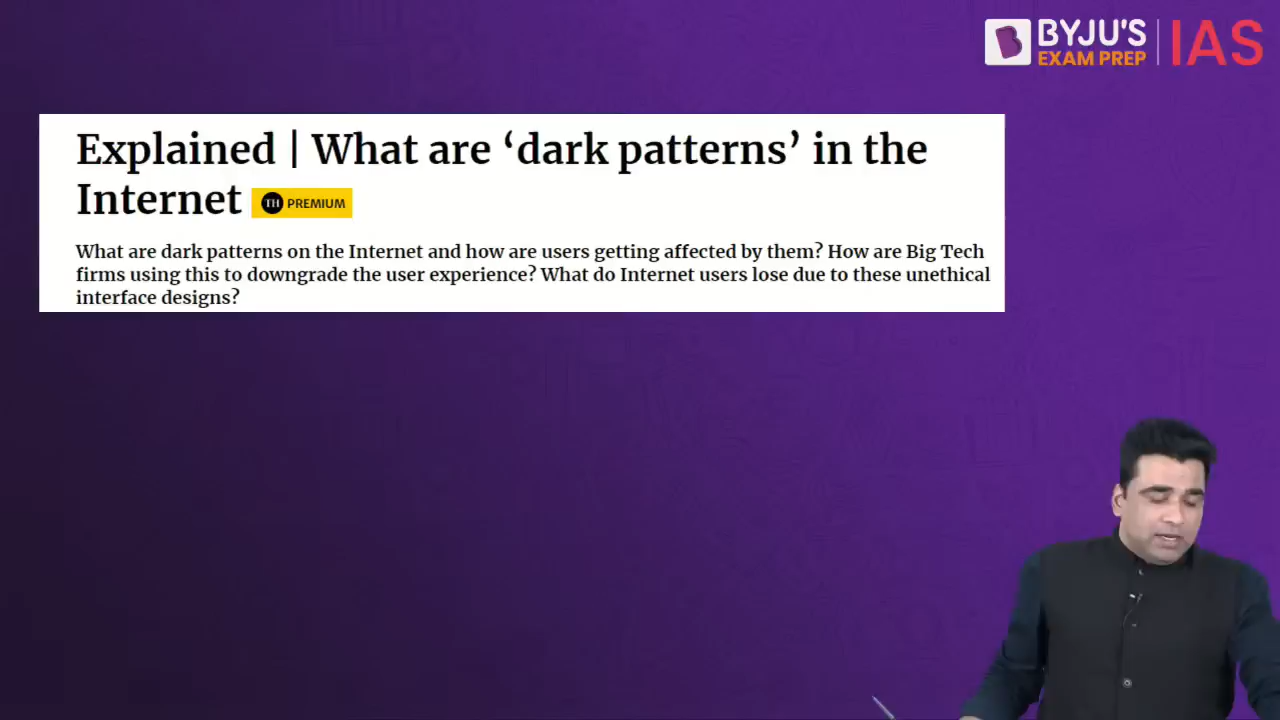 BYJU'S
EXAM PREP
IAS
Explained | What are ‘dark patterns’ in the
Internet TH PREMIUM
What are dark patterns on the Internet and how are users getting affected by them? How are Big Tech
firms using this to downgrade the user experience? What do Internet users lose due to these unethical
interface designs?